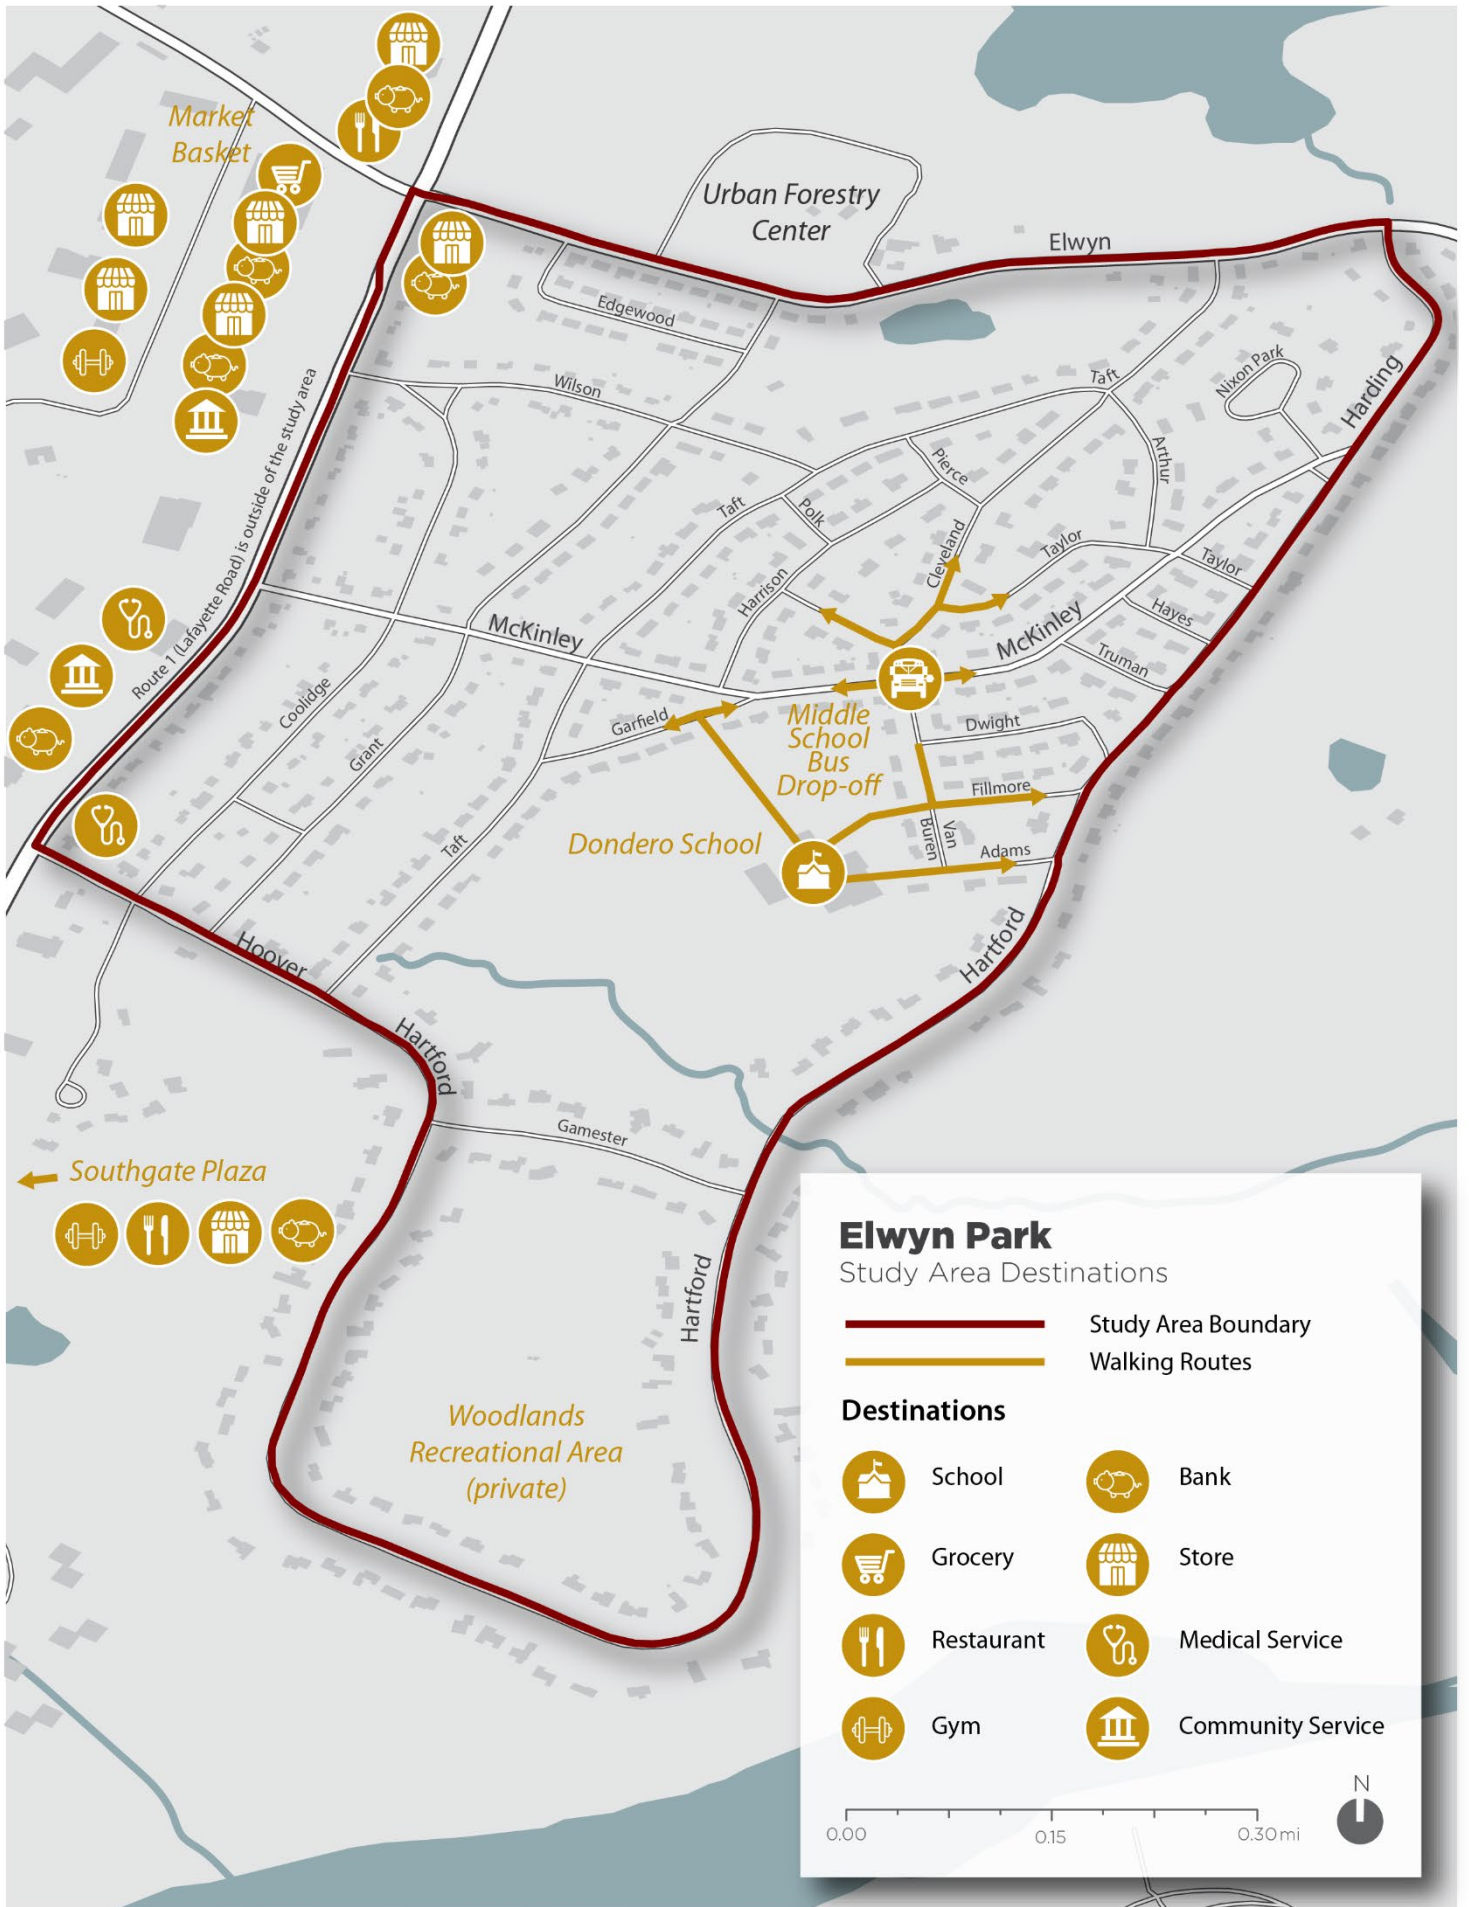 Market
Basket
Urban Forestry
Center
Elwyn
Edgewood
Wilson
Taft
Nixon Park
Harding
Pierce
Arthur
Taft
Polk
Cleveland
Taylor
Taylor
Harrison
Hayes
McKinley
McKinley
Truman
Route 1 (Lafayette Road) is outside of the study area
Coolidge
Garfield
Middle
School
Bus
Drop-off
Dwight
Grant
Fillmore
Van
Buren
Dondero School
Taft
Adams
Hoover
Hartford
Hartford
Gamester
Southgate Plaza
Hartford
Woodlands
Recreational Area
(private)
Elwyn Park
Study Area Destinations
Study Area Boundary
Walking Routes
Destinations
School
Bank
Grocery
Store
Restaurant
Medical Service
Gym
Community Service
N
0.00
0.15
0.30 mi